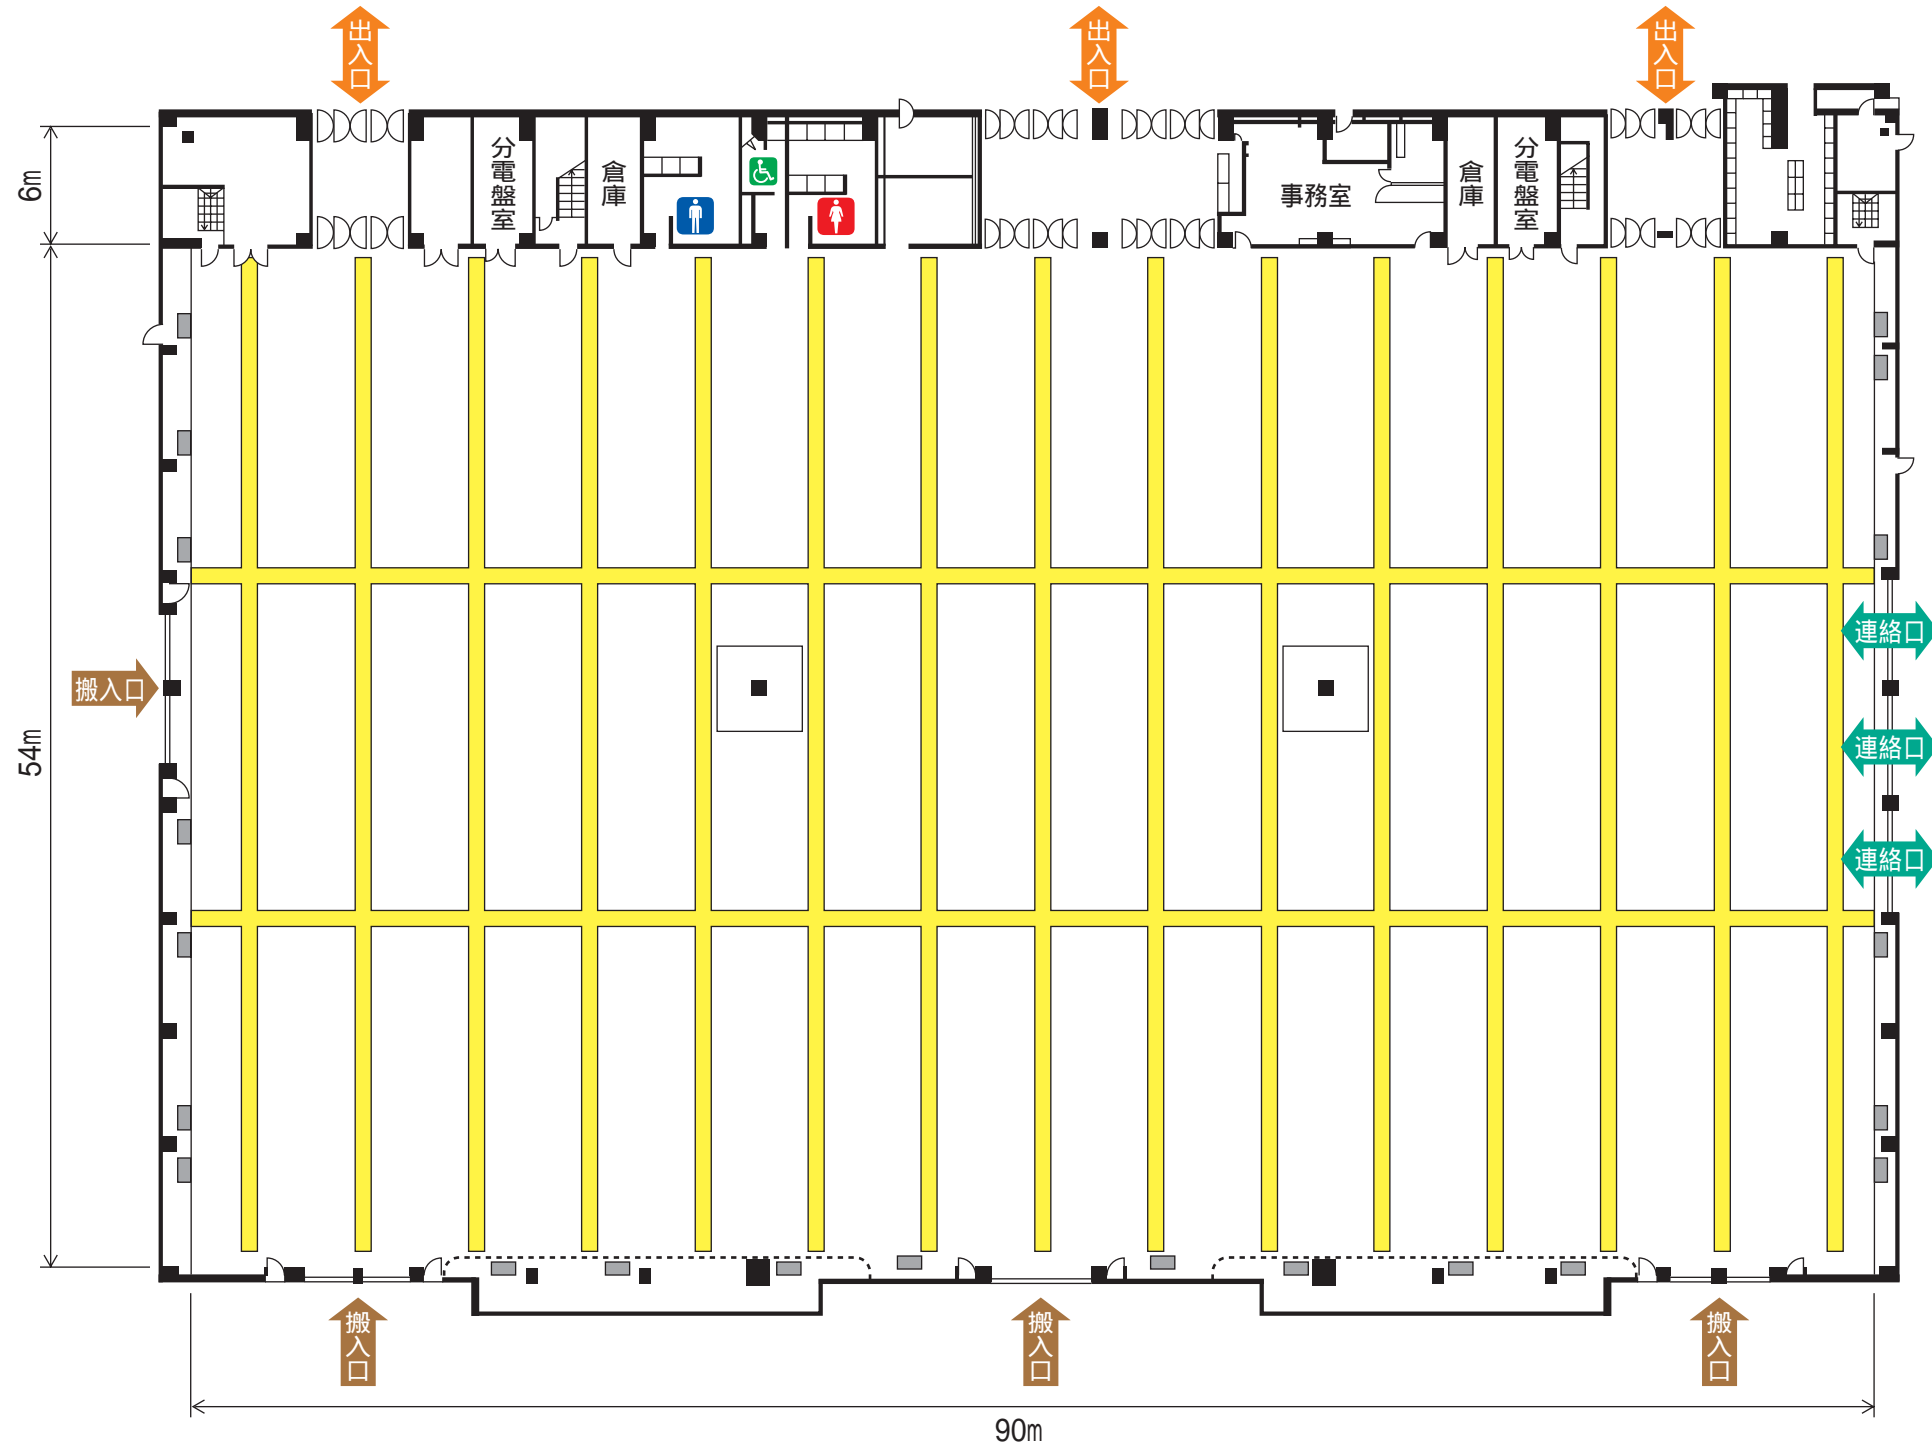 出入口
出入口
出入口
6m
分電盤室
倉庫
事務室
倉庫
分電盤室
連絡口
搬入口
54m
連絡口
連絡口
搬入口
搬入口
搬入口
90m